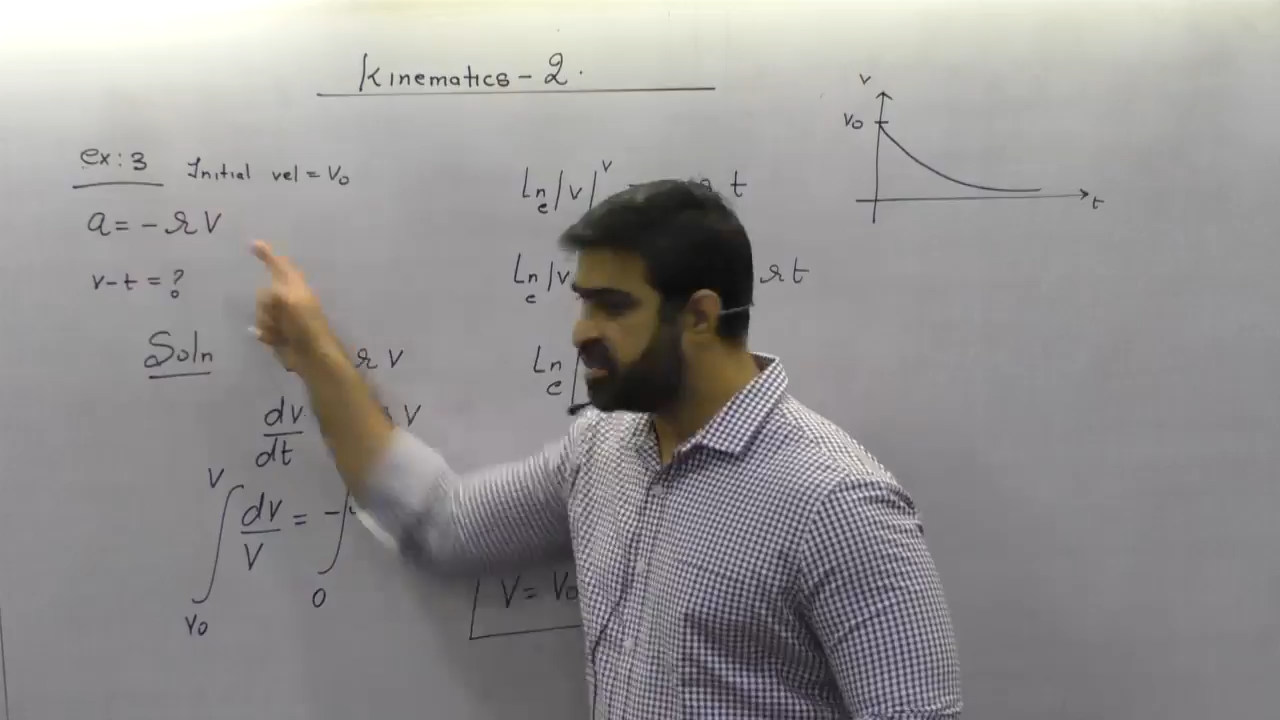 Kinematics - 2.
ex: 3 Initial vel = V₀
a = - r V
v-t = ?
Soln
r V
dv
dt
V
V
∫ dv = - ∫
V
V₀ 0
Ln |v|^v t
e
Ln |v r t
e
Ln |
e
V = V₀
v
V₀
t